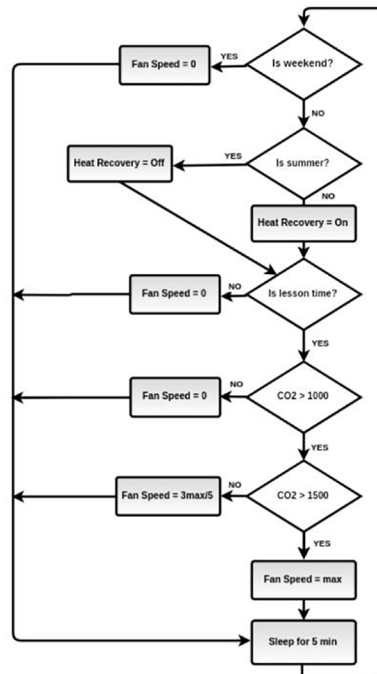 Is weekend?
YES
Fan Speed = 0
NO
Is summer?
YES
Heat Recovery = Off
NO
Heat Recovery = On
Is lesson time?
NO
Fan Speed = 0
YES
CO2 > 1000
NO
Fan Speed = 0
YES
CO2 > 1500
NO
Fan Speed = 3max/5
YES
Fan Speed = max
Sleep for 5 min